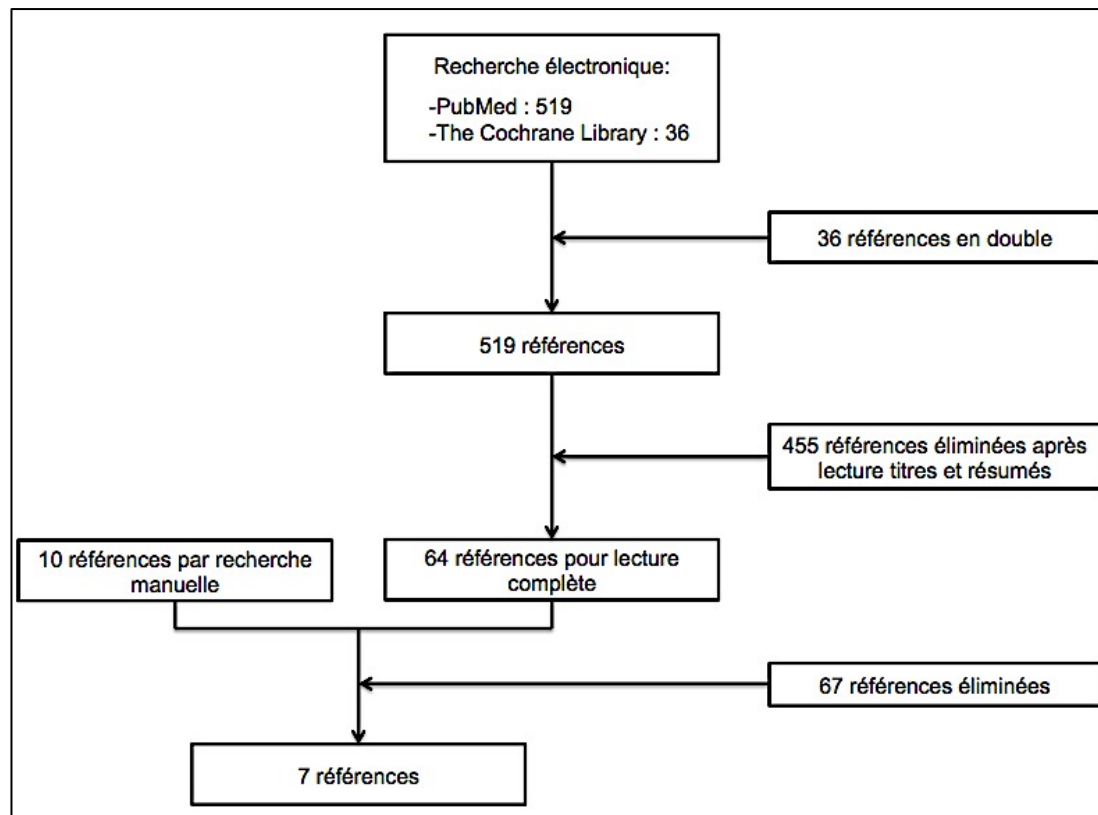 Recherche électronique:
-PubMed : 519
-The Cochrane Library : 36
36 références en double
519 références
455 références éliminées après
lecture titres et résumés
10 références par recherche
manuelle
64 références pour lecture
complète
67 références éliminées
7 références